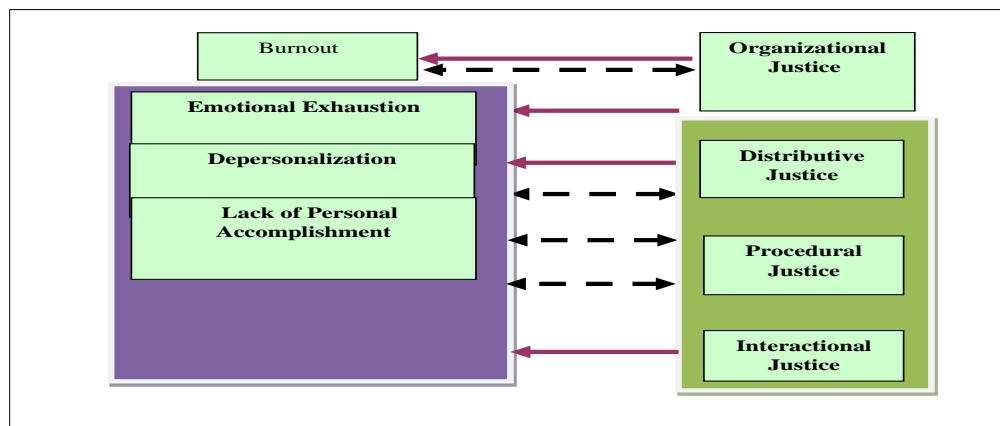 Burnout
Organizational
Justice
Emotional Exhaustion
Depersonalization
Lack of Personal
Accomplishment
Distributive
Justice
Procedural
Justice
Interactional
Justice